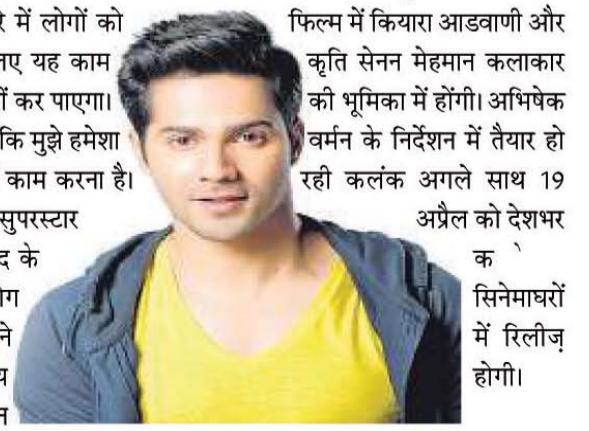 में लोगों को
यह काम
कर पाएगा।
कि मुझे हमेशा
काम करना है।
सुपरस्टार
के
फिल्म में कियारा आडवाणी और
कृति सेनन मेहमान कलाकार
की भूमिका में होंगी। अभिषेक
वर्मन के निर्देशन में तैयार हो
रही कलंक अगले साथ 19
अप्रैल को देशभर
क े
सिनेमाघरों
में रिलीज़
होगी।